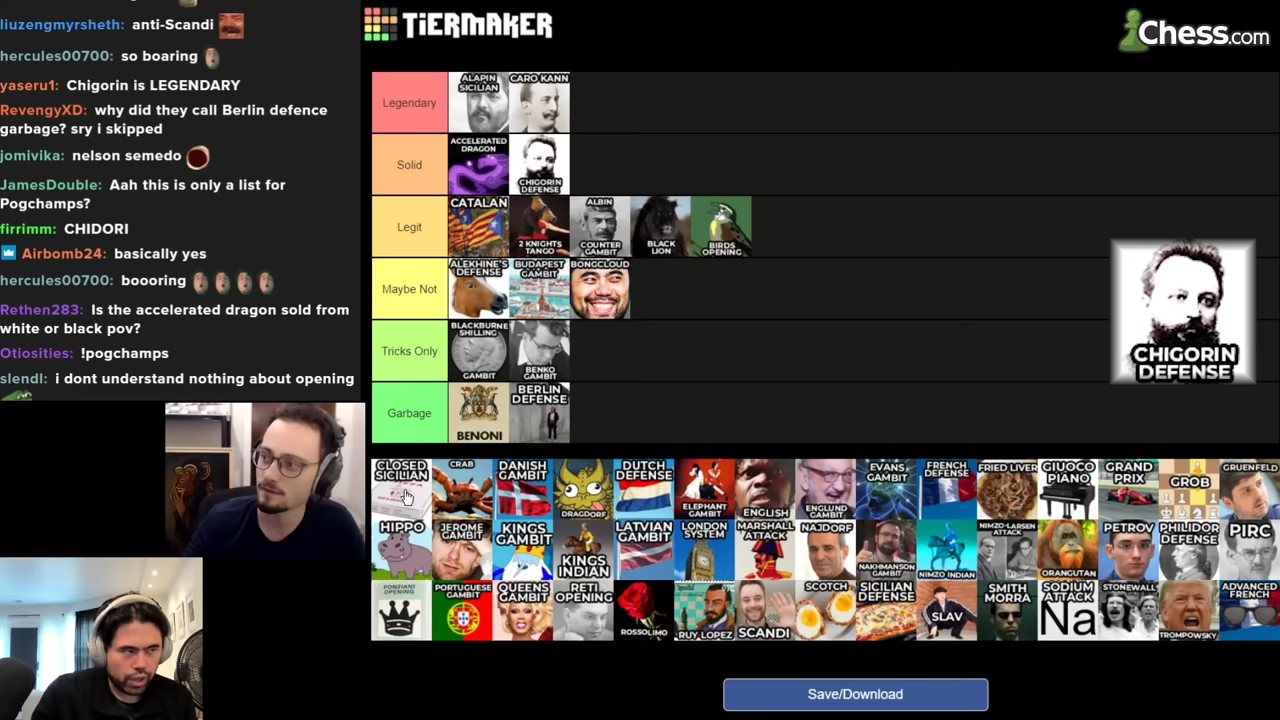 liuzengmyrsheth: anti-Scandi
hercules00700: so boaring
yaseru1: Chigorin is LEGENDARY
RevengyXD: why did they call Berlin defence
garbage? sry i skipped
jomivika: nelson semedo
JamesDouble: Aah this is only a list for
Pogchamps?
firrimm: CHIDORI
Airbomb24: basically yes
hercules00700: booring
Rethen283: Is the accelerated dragon sold from
white or black pov?
Otiosities: !pogchamps
slendl: i dont understand nothing about opening
TiERMAKER
Chess.com
Legendary
ALAPIN
SICILIAN
CARO KANN
Solid
ACCELERATED
DRAGON
CHIGORIN
DEFENSE
Legit
CATALAN
2 KNIGHTS
TANGO
ALBIN
COUNTER
GAMBIT
BLACK
LION
BIRDS
OPENING
Maybe Not
ALEKHINE'S
DEFENSE
BUDAPEST
GAMBIT
BONGCLOUD
Tricks Only
BLACKBURNE
SHILLING
GAMBIT
BENKO
GAMBIT
Garbage
BENONI
BERLIN
DEFENSE
CHIGORIN
DEFENSE
CLOSED
SICILIAN
CRAB
DANISH
GAMBIT
DRAGDORF
DUTCH
DEFENSE
ELEPHANT
GAMBIT
ENGLISH
ENGLUND
GAMBIT
EVANS
GAMBIT
FRENCH
DEFENSE
FRIED LIVER
GIUOCO
PIANO
GRAND
PRIX
GROB
GRUENFELD
HIPPO
JEROME
GAMBIT
KINGS
GAMBIT
KINGS
INDIAN
LATVIAN
GAMBIT
LONDON
SYSTEM
MARSHALL
ATTACK
NAJDORF
NAKHMANSON
GAMBIT
NIMZO INDIAN
NIMZO-LARSEN
ATTACK
ORANGUTAN
PETROV
PHILIDOR
DEFENSE
PIRC
PONZIANI
OPENING
PORTUGUESE
GAMBIT
QUEENS
GAMBIT
RETI
OPENING
ROSSOLIMO
RUY LOPEZ
SCANDI
SCOTCH
SICILIAN
DEFENSE
SLAV
SMITH
MORRA
SODIUM
ATTACK
Na
STONEWALL
TROMPOWSKY
ADVANCED
FRENCH
Save/Download